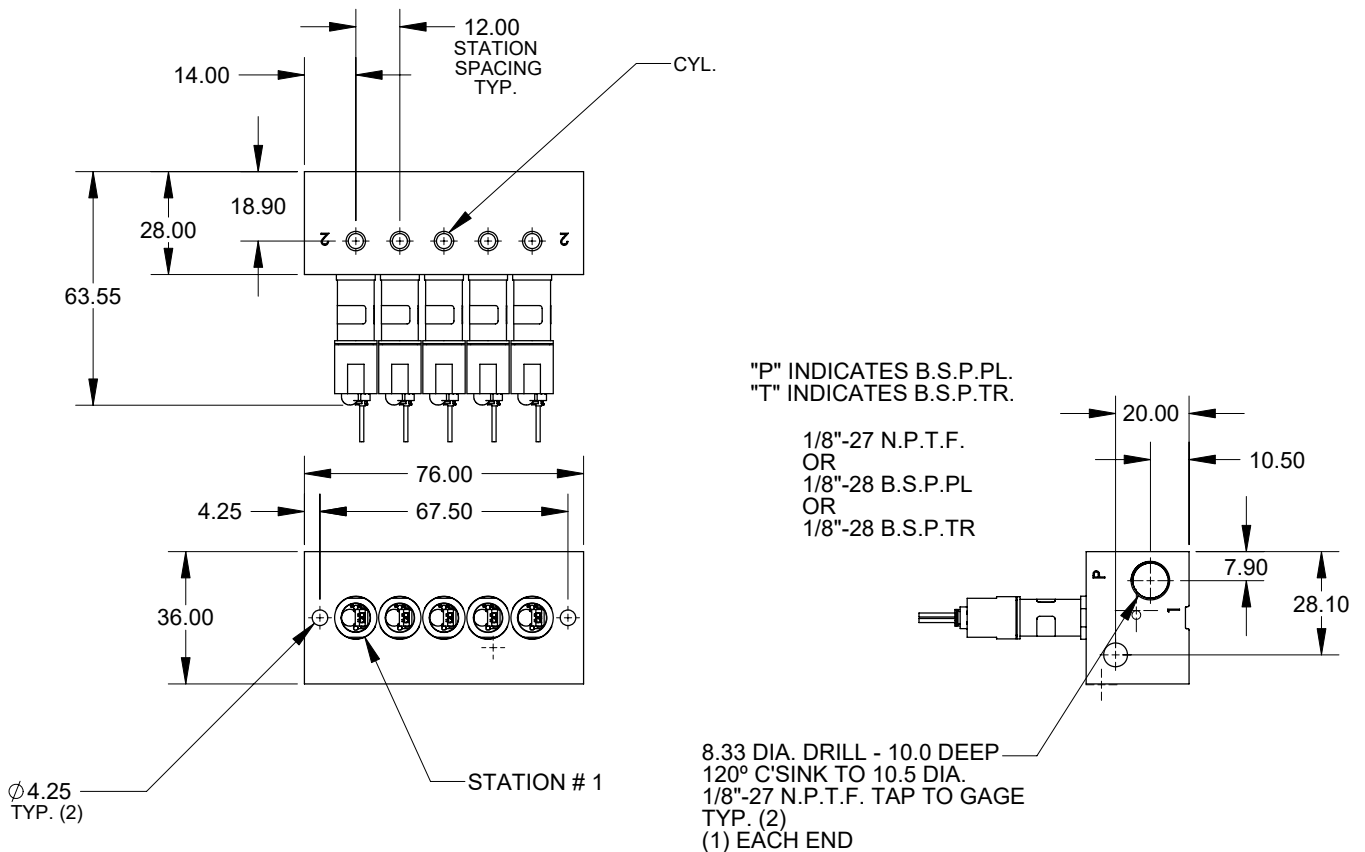 12.00
STATION
SPACING
TYP.
14.00
CYL.
18.90
28.00
63.55
2
2
"P" INDICATES B.S.P.PL.
"T" INDICATES B.S.P.TR.
1/8"-27 N.P.T.F.
OR
1/8"-28 B.S.P.PL
OR
1/8"-28 B.S.P.TR
76.00
4.25
67.50
36.00
Ø4.25
TYP. (2)
STATION # 1
20.00
10.50
7.90
28.10
P
1
8.33 DIA. DRILL - 10.0 DEEP
120º C'SINK TO 10.5 DIA.
1/8"-27 N.P.T.F. TAP TO GAGE
TYP. (2)
(1) EACH END